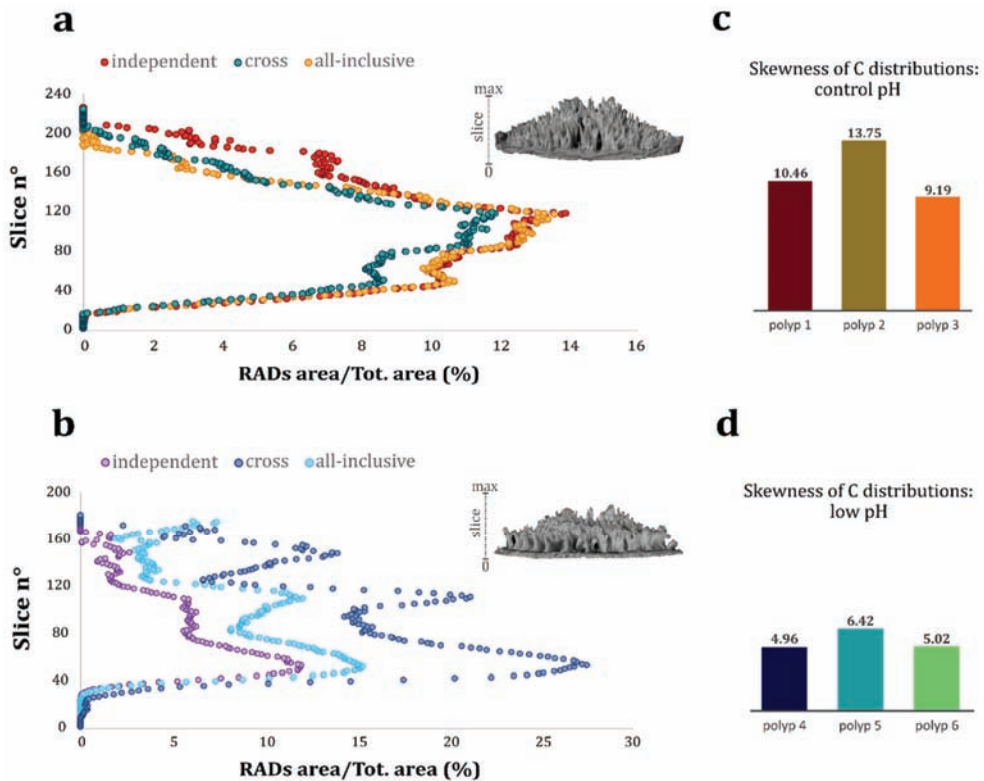 a
independent cross all-inclusive
240
200
160
120
80
40
0
Slice n°
0 2 4 6 8 10 12 14 16
RADs area/Tot. area (%)
max
slice
0
b
independent cross all-inclusive
200
160
120
80
40
0
Slice n°
0 5 10 15 20 25 30
RADs area/Tot. area (%)
max
slice
0
c
Skewness of C distributions:
control pH
10.46 13.75 9.19
polyp 1 polyp 2 polyp 3
d
Skewness of C distributions:
low pH
4.96 6.42 5.02
polyp 4 polyp 5 polyp 6